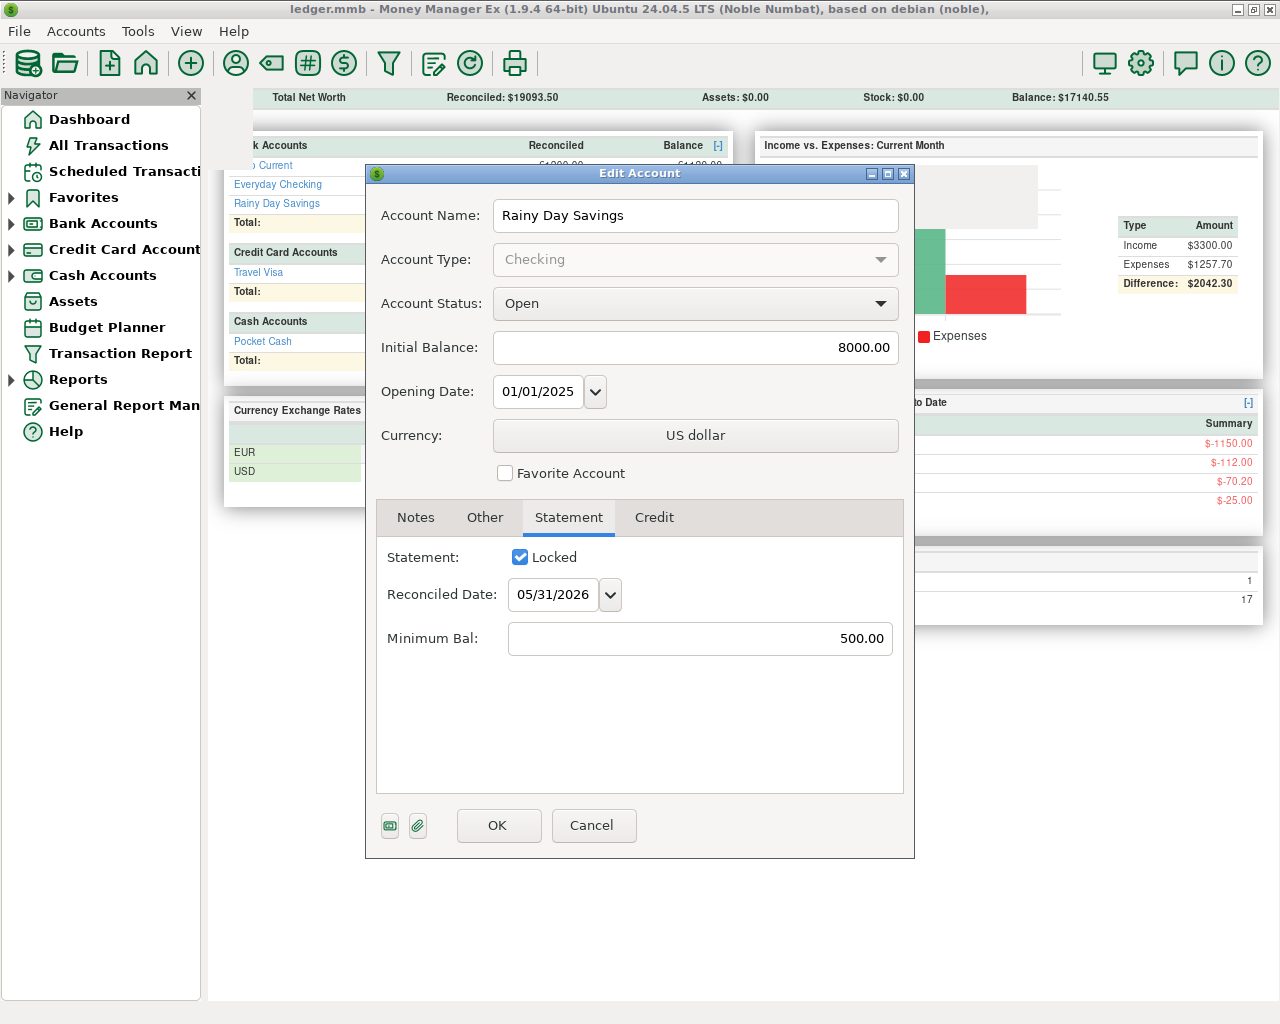 ledger.mmb - Money Manager Ex (1.9.4 64-bit) Ubuntu 24.04.5 LTS (Noble Numbat), based on debian (noble),
File Accounts Tools View Help
Navigator
Dashboard
All Transactions
Scheduled Transacti
Favorites
Bank Accounts
Credit Card Account
Cash Accounts
Assets
Budget Planner
Transaction Report
Reports
General Report Man
Help
Total Net Worth Reconciled: $19093.50 Assets: $0.00 Stock: $0.00 Balance: $17140.55
k Accounts Reconciled Balance [-]
o Current
Everyday Checking
Rainy Day Savings
Total:
Credit Card Accounts
Travel Visa
Total:
Cash Accounts
Pocket Cash
Total:
Currency Exchange Rates
EUR
USD
Income vs. Expenses: Current Month
Type Amount
Income $3300.00
Expenses $1257.70
Difference: $2042.30
Expenses
to Date [-]
Summary
$-1150.00
$-112.00
$-70.20
$-25.00
1
17
Edit Account
Account Name: Rainy Day Savings
Account Type: Checking
Account Status: Open
Initial Balance: 8000.00
Opening Date: 01/01/2025
Currency: US dollar
Favorite Account
Notes Other Statement Credit
Statement: Locked
Reconciled Date: 05/31/2026
Minimum Bal: 500.00
OK Cancel